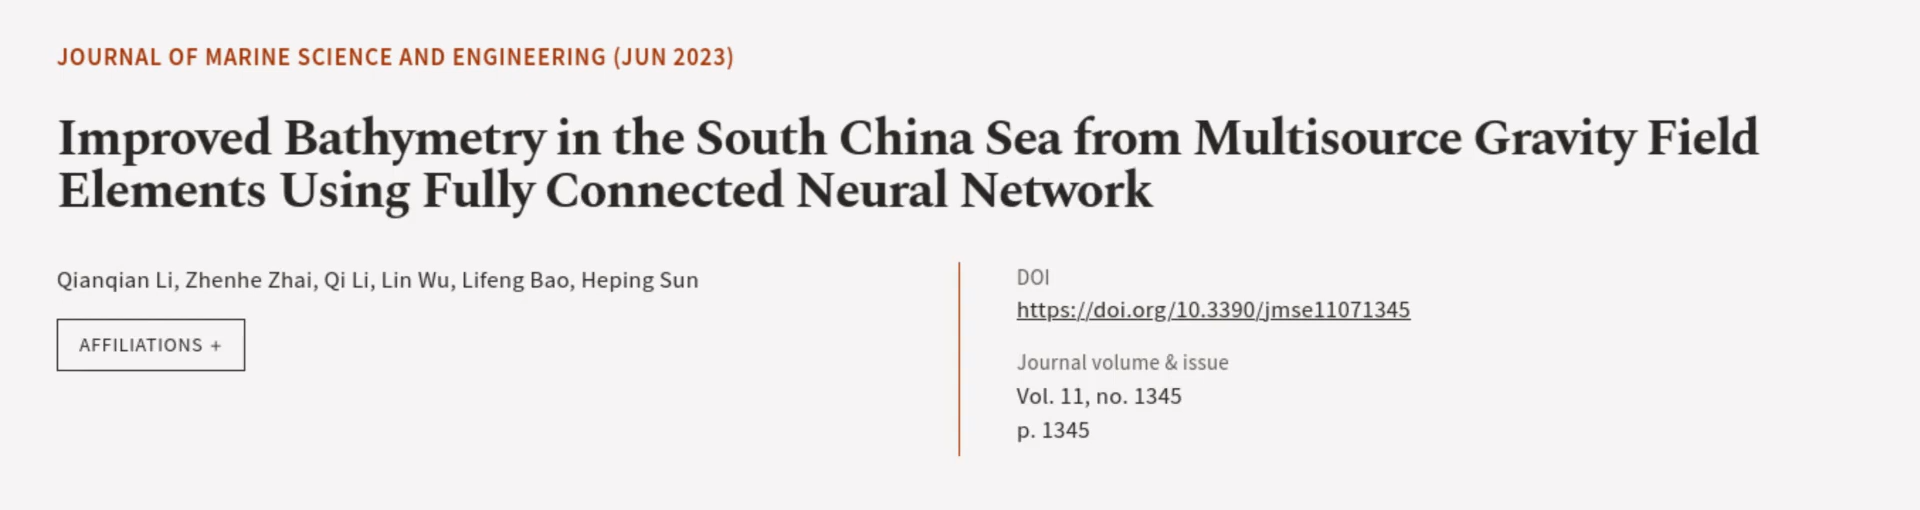 JOURNAL OF MARINE SCIENCE AND ENGINEERING (JUN 2023)
Improved Bathymetry in the South China Sea from Multisource Gravity Field
Elements Using Fully Connected Neural Network
Qianqian Li, Zhenhe Zhai, Qi Li, Lin Wu, Lifeng Bao, Heping Sun
AFFILIATIONS +
DOI
https://doi.org/10.3390/jmse11071345
Journal volume & issue
Vol. 11, no. 1345
p. 1345